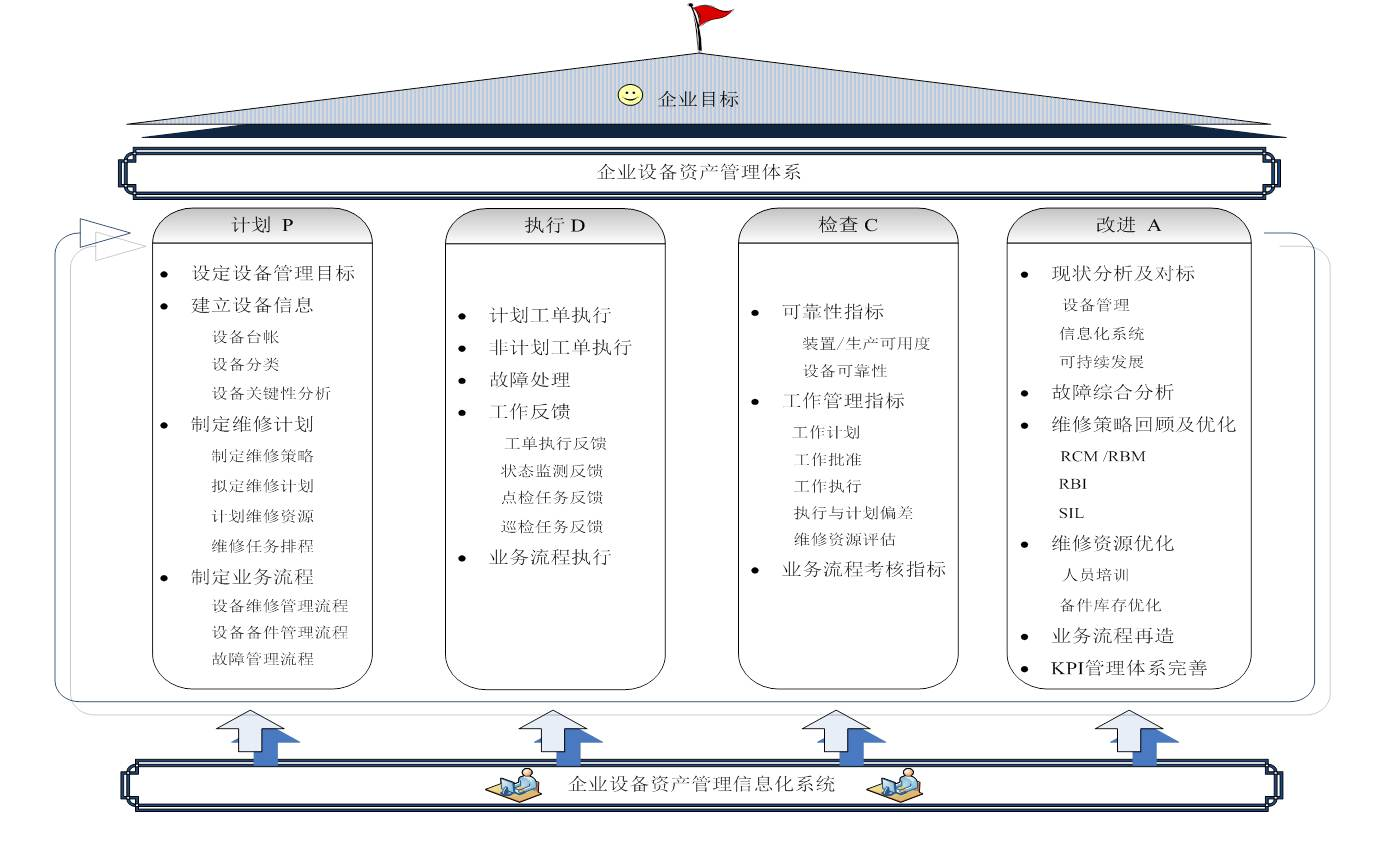 企业目标
企业设备资产管理体系
计划 P
设定设备管理目标
建立设备信息
设备台帐
设备分类
设备关键性分析
制定维修计划
制定维修策略
拟定维修计划
计划维修资源
维修任务排程
制定业务流程
设备维修管理流程
设备备件管理流程
故障管理流程
执行 D
计划工单执行
非计划工单执行
故障处理
工作反馈
工单执行反馈
状态监测反馈
点检任务反馈
巡检任务反馈
业务流程执行
检查 C
可靠性指标
装置/生产可用度
设备可靠性
工作管理指标
工作计划
工作批准
工作执行
执行与计划偏差
维修资源评估
业务流程考核指标
改进 A
现状分析及对标
设备管理
信息化系统
可持续发展
故障综合分析
维修策略回顾及优化
RCM /RBM
RBI
SIL
维修资源优化
人员培训
备件库存优化
业务流程再造
KPI管理体系完善
企业设备资产管理信息化系统